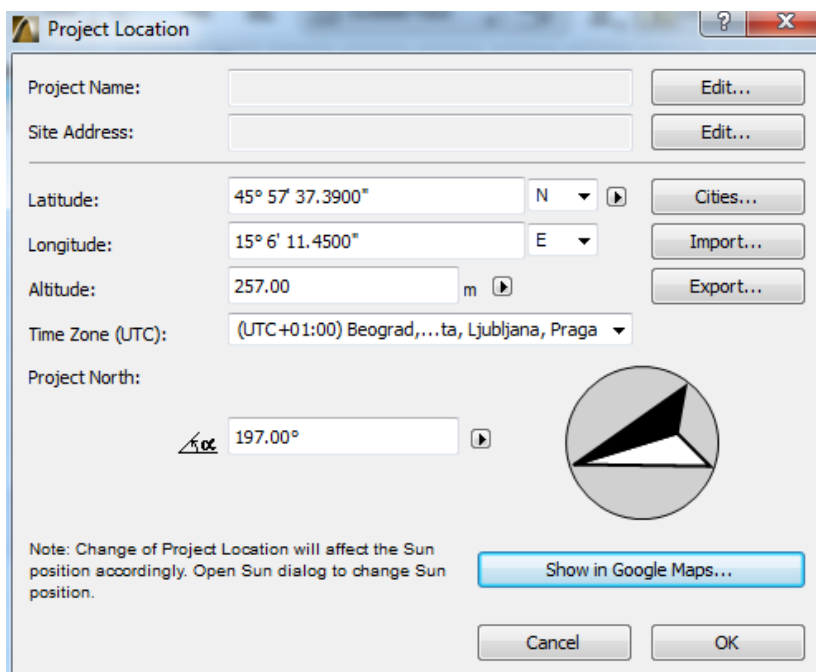 Project Location
? X
Project Name: Edit...
Site Address: Edit...
Latitude: 45° 57' 37.3900" N Cities...
Longitude: 15° 6' 11.4500" E Import...
Altitude: 257.00 m Export...
Time Zone (UTC): (UTC+01:00) Beograd,...ta, Ljubljana, Praga
Project North:
α 197.00°
Note: Change of Project Location will affect the Sun
position accordingly. Open Sun dialog to change Sun
position.
Show in Google Maps...
Cancel OK